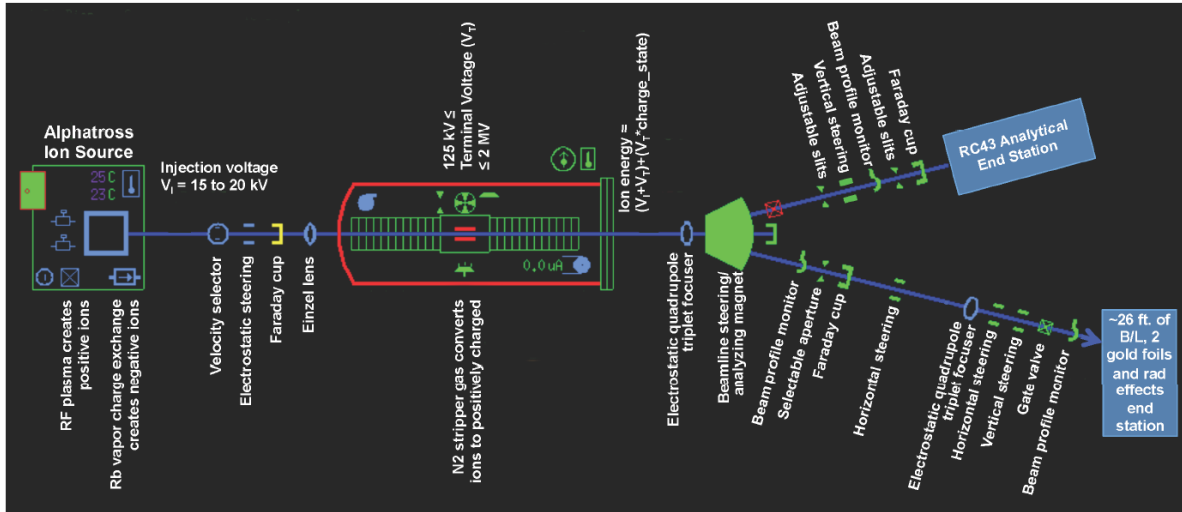 Alphatross
Ion Source
25C
23C
RF plasma creates
positive ions
Rb vapor charge exchange
creates negative ions
Injection voltage
VI = 15 to 20 kV
Velocity selector
Electrostatic steering
Faraday cup
Einzel lens
125 kV ≤
Terminal Voltage (VT)
≤ 2 MV
0.0uA
N2 stripper gas converts
ions to positively charged
Ion energy =
(VI+VT)+(VT*charge_state)
Electrostatic quadrupole
triplet focuser
Beamline steering/
analyzing magnet
Adjustable slits
Vertical steering
Beam profile monitor
Adjustable slits
Faraday cup
RC43 Analytical
End Station
Beam profile monitor
Selectable aperture
Faraday cup
Horizontal steering
Electrostatic quadrupole
triplet focuser
Horizontal steering
Vertical steering
Gate valve
Beam profile monitor
~26 ft. of
B/L, 2
gold foils
and rad
effects
end
station